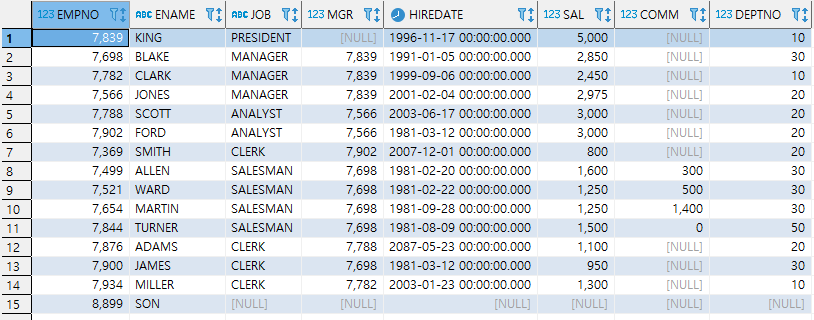 123 EMPNO ABC ENAME ABC JOB 123 MGR HIREDATE 123 SAL 123 COMM 123 DEPTNO
1 7,839 KING PRESIDENT [NULL] 1996-11-17 00:00:00.000 5,000 [NULL] 10
2 7,698 BLAKE MANAGER 7,839 1991-01-05 00:00:00.000 2,850 [NULL] 30
3 7,782 CLARK MANAGER 7,839 1999-09-06 00:00:00.000 2,450 [NULL] 10
4 7,566 JONES MANAGER 7,839 2001-02-04 00:00:00.000 2,975 [NULL] 20
5 7,788 SCOTT ANALYST 7,566 2003-06-17 00:00:00.000 3,000 [NULL] 20
6 7,902 FORD ANALYST 7,566 1981-03-12 00:00:00.000 3,000 [NULL] 20
7 7,369 SMITH CLERK 7,902 2007-12-01 00:00:00.000 800 [NULL] 20
8 7,499 ALLEN SALESMAN 7,698 1981-02-20 00:00:00.000 1,600 300 30
9 7,521 WARD SALESMAN 7,698 1981-02-22 00:00:00.000 1,250 500 30
10 7,654 MARTIN SALESMAN 7,698 1981-09-28 00:00:00.000 1,250 1,400 30
11 7,844 TURNER SALESMAN 7,698 1981-08-09 00:00:00.000 1,500 0 50
12 7,876 ADAMS CLERK 7,788 2087-05-23 00:00:00.000 1,100 [NULL] 20
13 7,900 JAMES CLERK 7,698 1981-03-12 00:00:00.000 950 [NULL] 30
14 7,934 MILLER CLERK 7,782 2003-01-23 00:00:00.000 1,300 [NULL] 10
15 8,899 SON [NULL] [NULL] [NULL] [NULL] [NULL] [NULL]